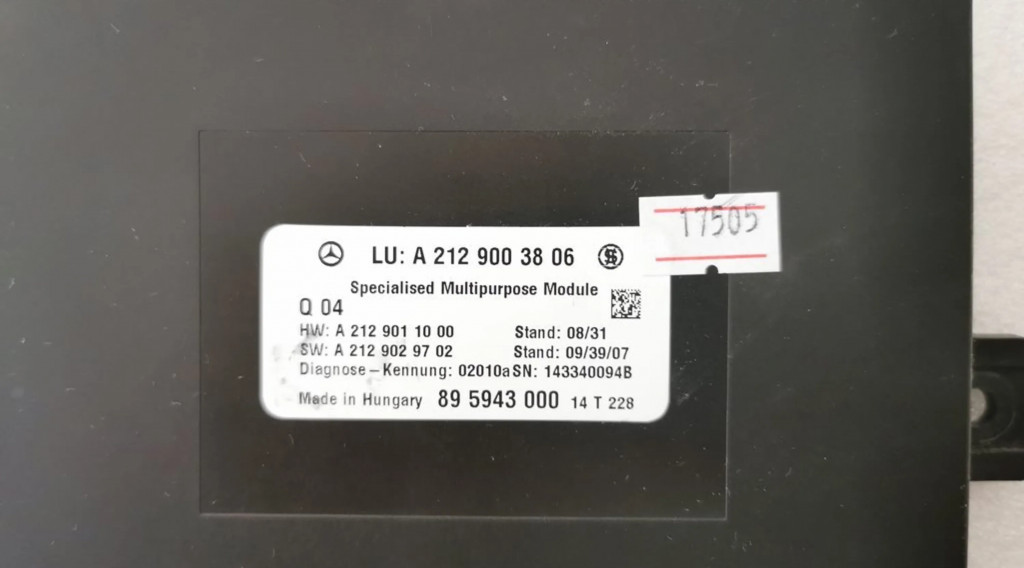 17505
LU: A 212 900 38 06
Specialised Multipurpose Module
Q 04
HW: A 212 901 10 00 Stand: 08/31
SW: A 212 902 97 02 Stand: 09/39/07
Diagnose-Kennung: 02010a SN: 143340094B
Made in Hungary 89 5943 000 14 T 228